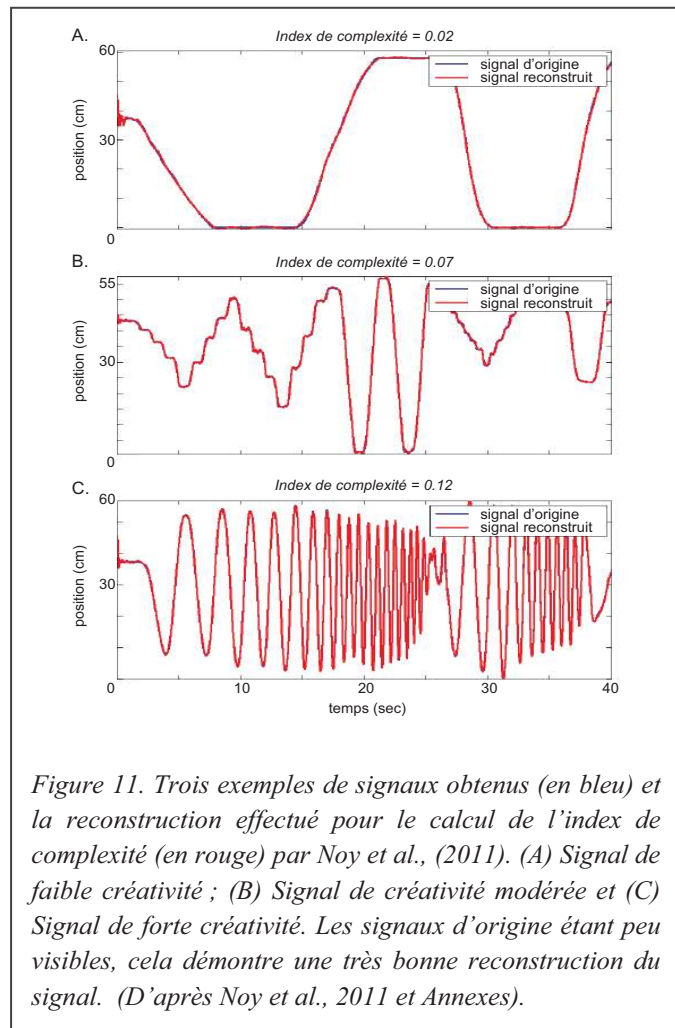 A.
Index de complexité = 0.02
60
signal d'origine
signal reconstruit
position (cm)
30
0
B.
Index de complexité = 0.07
55
signal d'origine
signal reconstruit
position (cm)
30
0
C.
Index de complexité = 0.12
60
signal d'origine
signal reconstruit
position (cm)
30
0 10 20 30 40
temps (sec)
Figure 11. Trois exemples de signaux obtenus (en bleu) et
la reconstruction effectué pour le calcul de l'index de
complexité (en rouge) par Noy et al., (2011). (A) Signal de
faible créativité ; (B) Signal de créativité modérée et (C)
Signal de forte créativité. Les signaux d'origine étant peu
visibles, cela démontre une très bonne reconstruction du
signal. (D'après Noy et al., 2011 et Annexes).